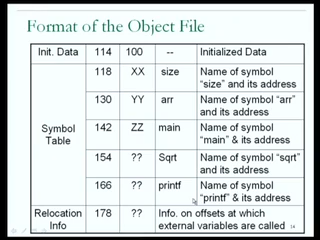 Format of the Object File
Init. Data 114 100 -- Initialized Data
118 XX size Name of symbol
"size" and its address
130 YY arr Name of symbol "arr"
and its address
Symbol
Table
142 ZZ main Name of symbol
"main" & its address
154 ?? Sqrt Name of symbol "sqrt"
and its address
166 ?? printf Name of symbol
"printf" & its address
Relocation
Info
178 ?? Info. on offsets at which
external variables are called